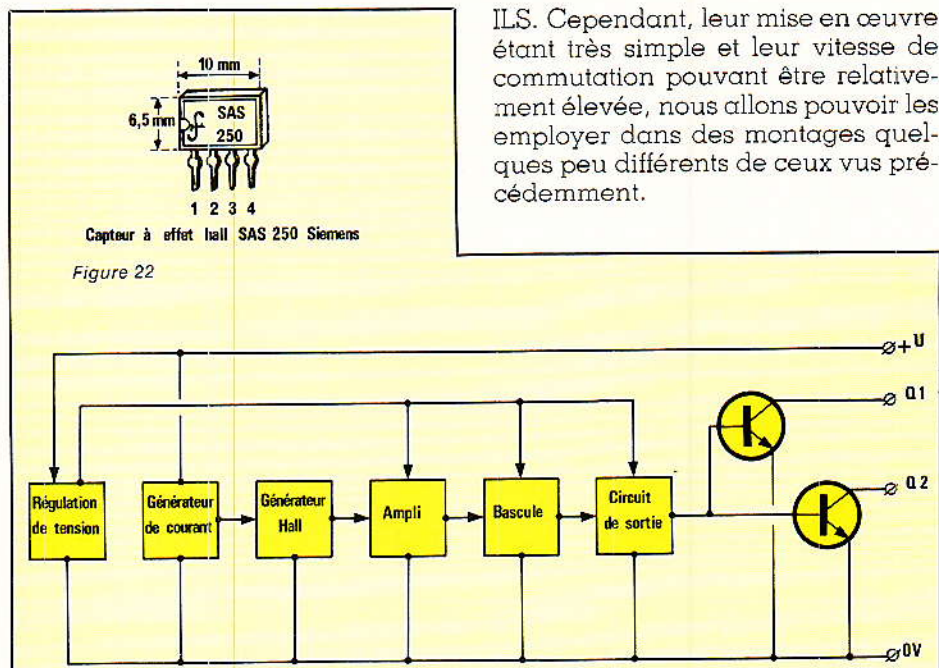 ILS. Cependant, leur mise en œuvre
étant très simple et leur vitesse de
commutation pouvant être relative-
ment élevée, nous allons pouvoir les
employer dans des montages quel-
ques peu différents de ceux vus pré-
cédemment.
10 mm
6,5 mm
SAS
250
1 2 3 4
Capteur à effet hall SAS 250 Siemens
Figure 22
+U
Q1
Q2
Régulation
de tension
Générateur
de courant
Générateur
Hall
Ampli
Bascule
Circuit
de sortie
0V